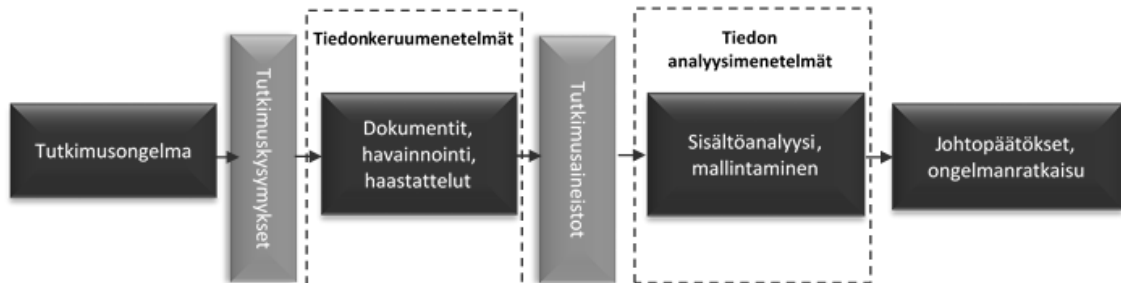 Tutkimusongelma
Tutkimuskysymykset
Tiedonkeruumenetelmät
Dokumentit,
havainnointi,
haastattelut
Tutkimusaineistot
Tiedon
analyysimenetelmät
Sisältöanalyysi,
mallintaminen
Johtopäätökset,
ongelmanratkaisu